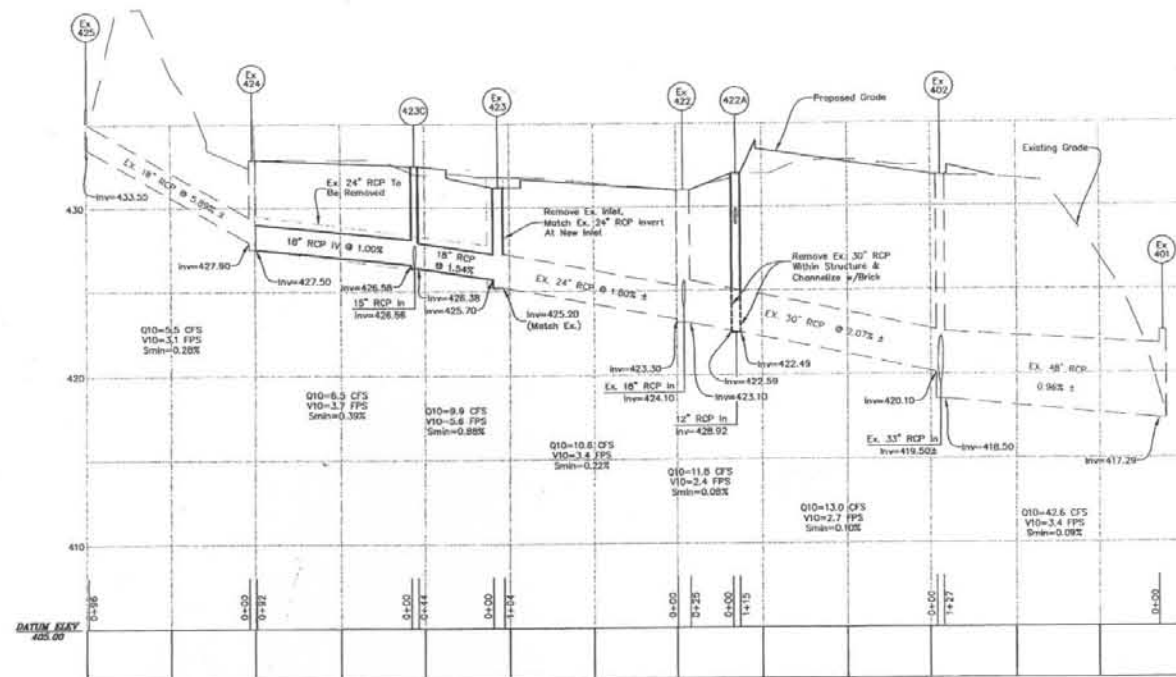 Ex
425
Ex
424
423C
Ex
423
Ex
422
422A
Ex
402
Ex
401
Proposed Grade
Existing Grade
Ex. 18" RCP @ 5.89% ±
Ex. 24" RCP To
Be Removed
Remove Ex. Inlet,
Match Ex. 24" RCP Invert
At New Inlet
Remove Ex. 30" RCP
Within Structure &
Channelize w/Brick
430
420
410
18" RCP IV @ 1.00%
18" RCP
@ 1.54%
Ex. 24" RCP @ 1.80% ±
Ex. 30" RCP @ 2.07% ±
Ex. 48" RCP
0.96% ±
Inv=433.55
Inv=427.90
Inv=427.50
Inv=426.58
15" RCP In
Inv=426.56
Inv=426.38
Inv=425.70
Inv=425.20
(Match Ex.)
Inv=423.30
Ex. 18" RCP In
Inv=424.10
Inv=423.10
12" RCP In
Inv=428.92
Inv=422.59
Inv=422.49
Inv=420.10
Ex. 33" RCP In
Inv=419.50±
Inv=418.50
Inv=417.29
Q10=5.5 CFS
V10=3.1 FPS
Smin=0.28%
Q10=6.5 CFS
V10=3.7 FPS
Smin=0.39%
Q10=9.9 CFS
V10=5.6 FPS
Smin=0.88%
Q10=10.6 CFS
V10=3.4 FPS
Smin=0.22%
Q10=11.8 CFS
V10=2.4 FPS
Smin=0.08%
Q10=13.0 CFS
V10=2.7 FPS
Smin=0.10%
Q10=42.6 CFS
V10=3.4 FPS
Smin=0.09%
0+96
0+00
0+92
0+00
0+44
0+00
1+04
0+00
0+25
0+00
1+15
0+00
1+27
0+00
DATUM ELEV
405.00